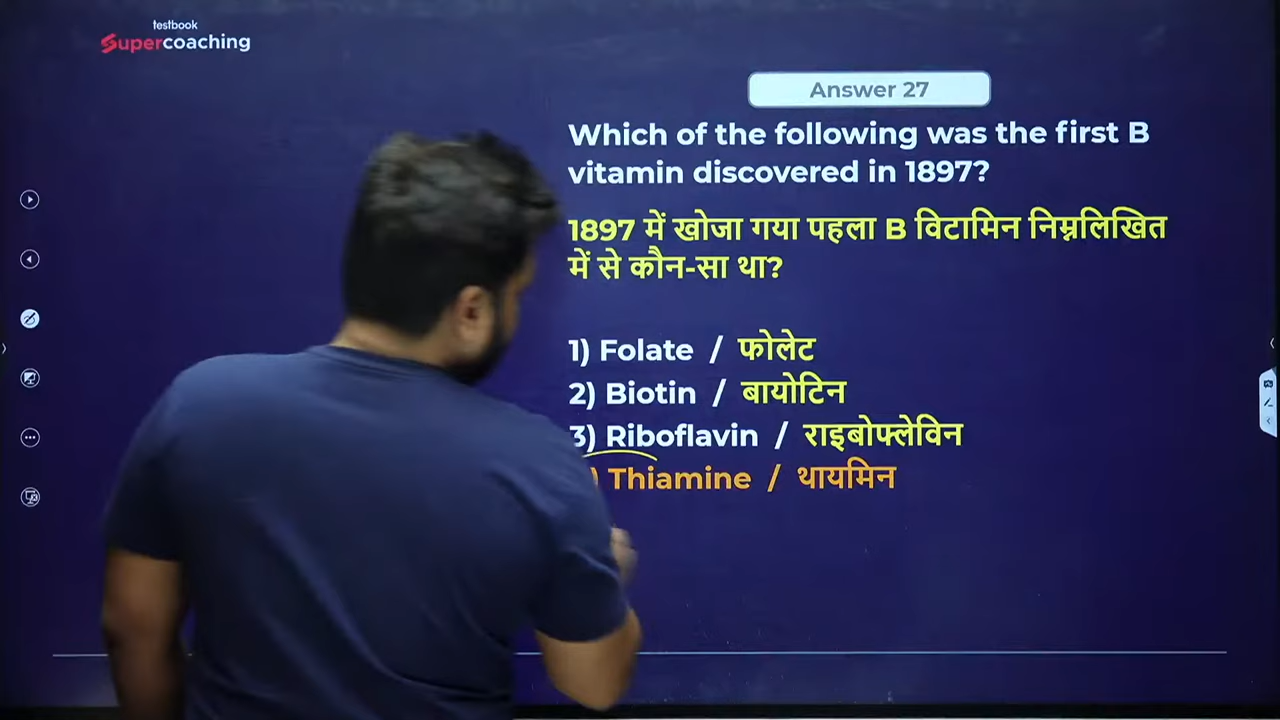 testbook
Supercoaching
Answer 27
Which of the following was the first B
vitamin discovered in 1897?
1897 में खोजा गया पहला B विटामिन निम्नलिखित
में से कौन-सा था?
1) Folate / फोलेट
2) Biotin / बायोटिन
3) Riboflavin / राइबोफ्लेविन
) Thiamine / थायमिन